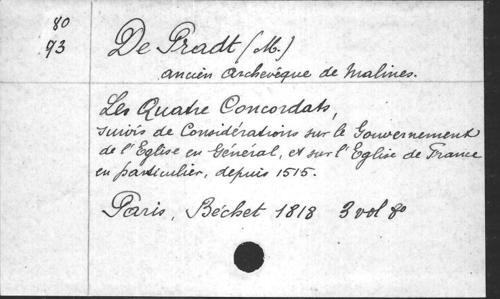 80
93
De Pradt (M.)
ancien archevêque de Malines.
Les Quatre Concordats,
suivis de Considérations sur le Gouvernement
de l'Eglise en Général, et sur l'Eglise de France
en particulier, depuis 1515.
Paris, Béchet 1818 3 vol 8º